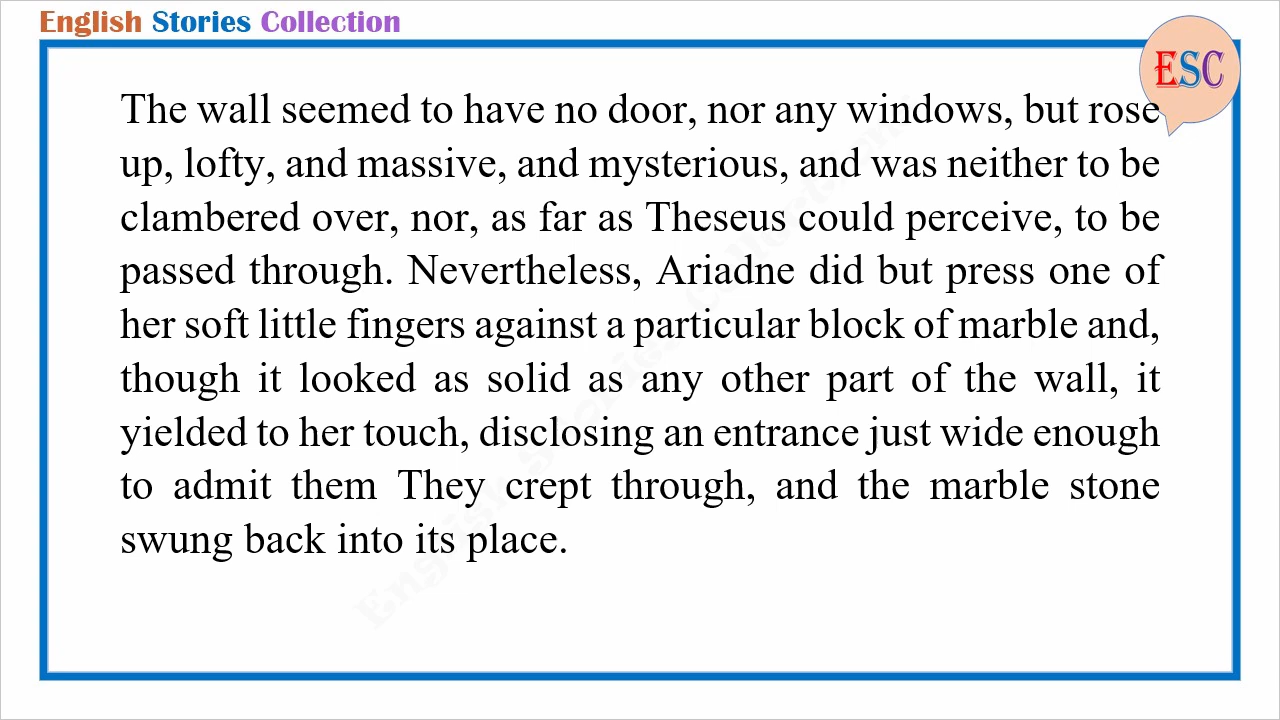 English Stories Collection
ESC
The wall seemed to have no door, nor any windows, but rose
up, lofty, and massive, and mysterious, and was neither to be
clambered over, nor, as far as Theseus could perceive, to be
passed through. Nevertheless, Ariadne did but press one of
her soft little fingers against a particular block of marble and,
though it looked as solid as any other part of the wall, it
yielded to her touch, disclosing an entrance just wide enough
to admit them They crept through, and the marble stone
swung back into its place.
English Stories Collection